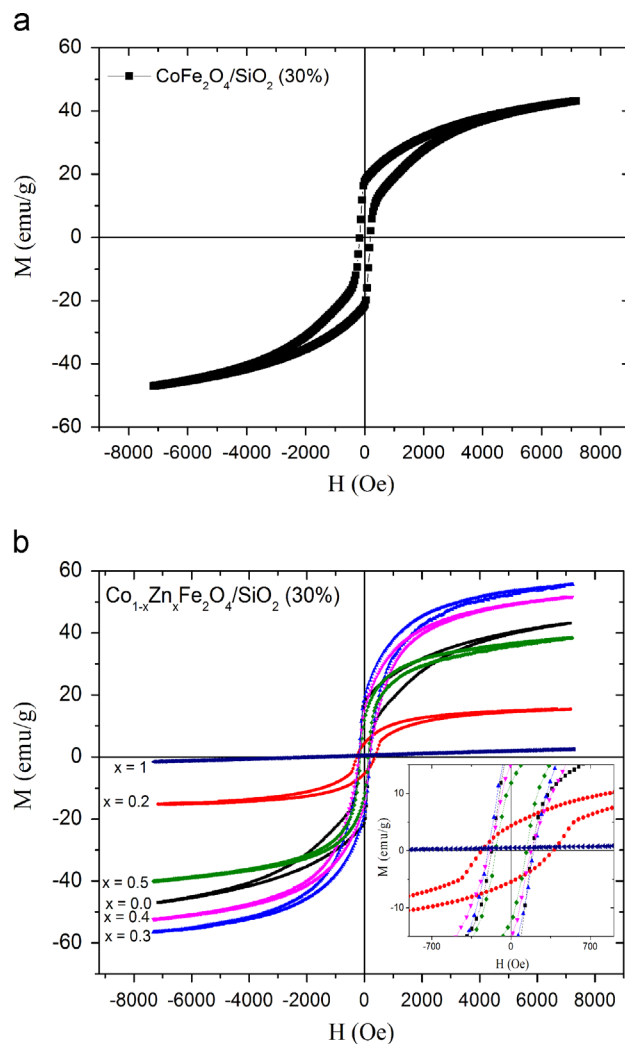 a
60
CoFe₂O₄/SiO₂ (30%)
40
20
0
-20
-40
-60
M (emu/g)
-8000 -6000 -4000 -2000 0 2000 4000 6000 8000
H (Oe)
b
60
Co₁₋ₓZnₓFe₂O₄/SiO₂ (30%)
40
20
0
-20
-40
-60
M (emu/g)
x = 1
x = 0.2
x = 0.5
x = 0.0
x = 0.4
x = 0.3
10
0
-10
M (emu/g)
-700 0 700
H (Oe)
-8000 -6000 -4000 -2000 0 2000 4000 6000 8000
H (Oe)